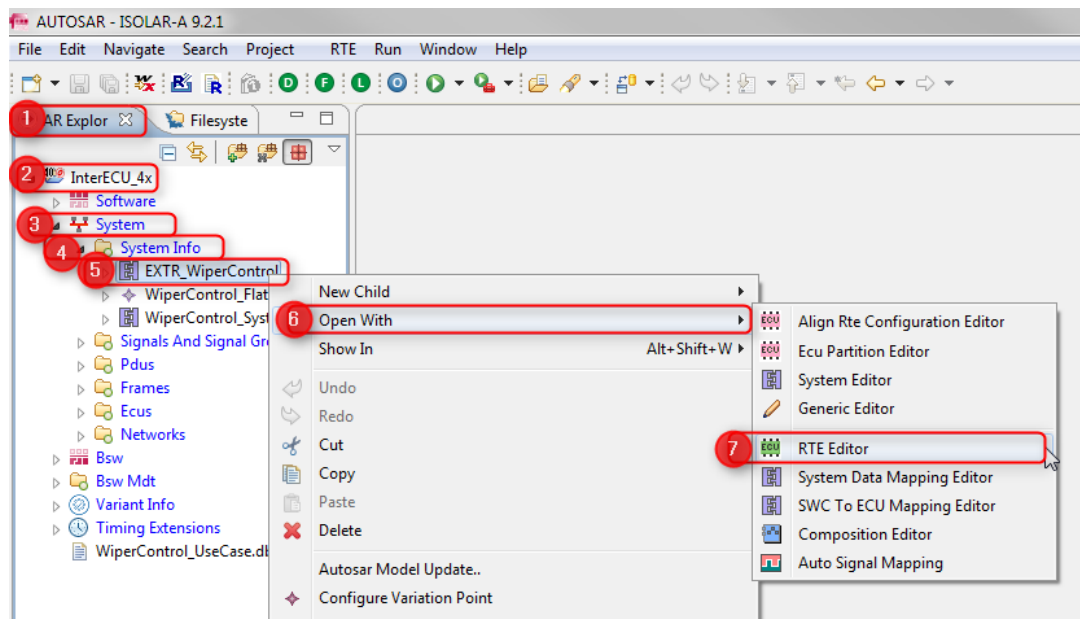 AUTOSAR - ISOLAR-A 9.2.1
File Edit Navigate Search Project RTE Run Window Help
1 AR Explor Filesyste
2 InterECU_4x
Software
3 System
4 System Info
5 EXTR_WiperControl
WiperControl_Flat
WiperControl_Syst
Signals And Signal Gr
Pdus
Frames
Ecus
Networks
Bsw
Bsw Mdt
Variant Info
Timing Extensions
WiperControl_UseCase.db
New Child
6 Open With
Show In Alt+Shift+W
Undo
Redo
Cut
Copy
Paste
Delete
Autosar Model Update..
Configure Variation Point
ECU Align Rte Configuration Editor
ECU Ecu Partition Editor
System Editor
Generic Editor
7 ECU RTE Editor
System Data Mapping Editor
SWC To ECU Mapping Editor
Composition Editor
Auto Signal Mapping